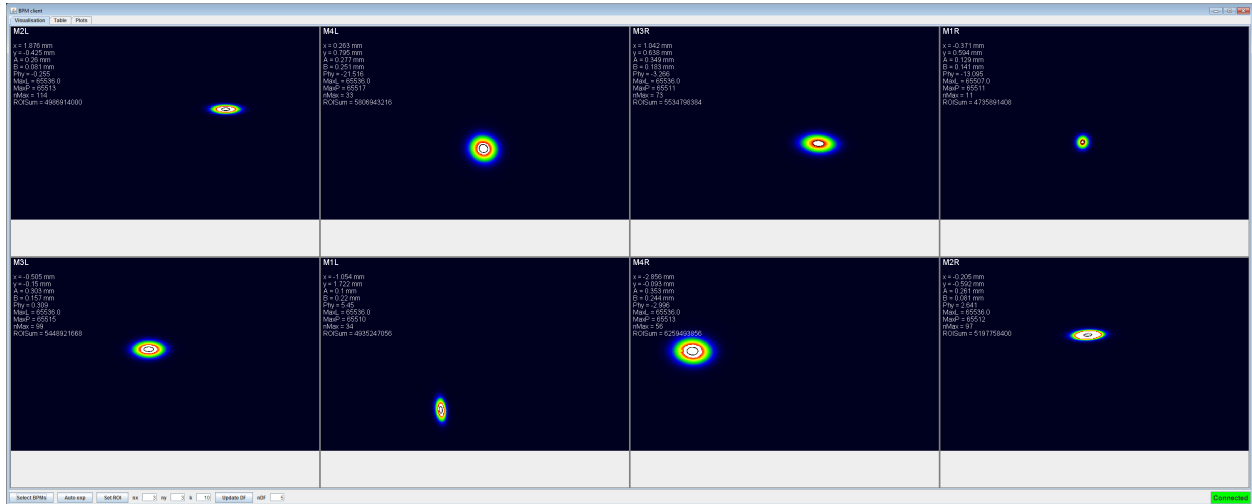 BPM client
Visualisation Table Plots
M2L
x = 1.876 mm
y = -0.425 mm
A = 0.26 mm
B = 0.081 mm
Phy = -0.255
MaxL = 65536.0
MaxP = 65513
nMax = 114
ROISum = 4986914000
M4L
x = 0.263 mm
y = 0.795 mm
A = 0.277 mm
B = 0.251 mm
Phy = -21.516
MaxL = 65536.0
MaxP = 65517
nMax = 33
ROISum = 5806943216
M3R
x = 1.042 mm
y = 0.638 mm
A = 0.349 mm
B = 0.183 mm
Phy = -3.266
MaxL = 65536.0
MaxP = 65511
nMax = 73
ROISum = 5534798384
M1R
x = -0.371 mm
y = 0.594 mm
A = 0.129 mm
B = 0.141 mm
Phy = -13.095
MaxL = 65507.0
MaxP = 65511
nMax = 11
ROISum = 4735891408
M3L
x = -0.505 mm
y = -0.15 mm
A = 0.303 mm
B = 0.157 mm
Phy = 0.309
MaxL = 65536.0
MaxP = 65515
nMax = 99
ROISum = 5448921668
M1L
x = -1.054 mm
y = 1.722 mm
A = 0.1 mm
B = 0.22 mm
Phy = 5.45
MaxL = 65536.0
MaxP = 65510
nMax = 34
ROISum = 4935247056
M4R
x = -2.856 mm
y = -0.093 mm
A = 0.353 mm
B = 0.244 mm
Phy = -2.996
MaxL = 65536.0
MaxP = 65513
nMax = 56
ROISum = 6259493856
M2R
x = -0.205 mm
y = -0.592 mm
A = 0.261 mm
B = 0.081 mm
Phy = 2.641
MaxL = 65536.0
MaxP = 65512
nMax = 97
ROISum = 5197758400
Select BPMs Auto exp Set ROI nx 3 ny 3 k 10 Update DF nDF 5 Connected